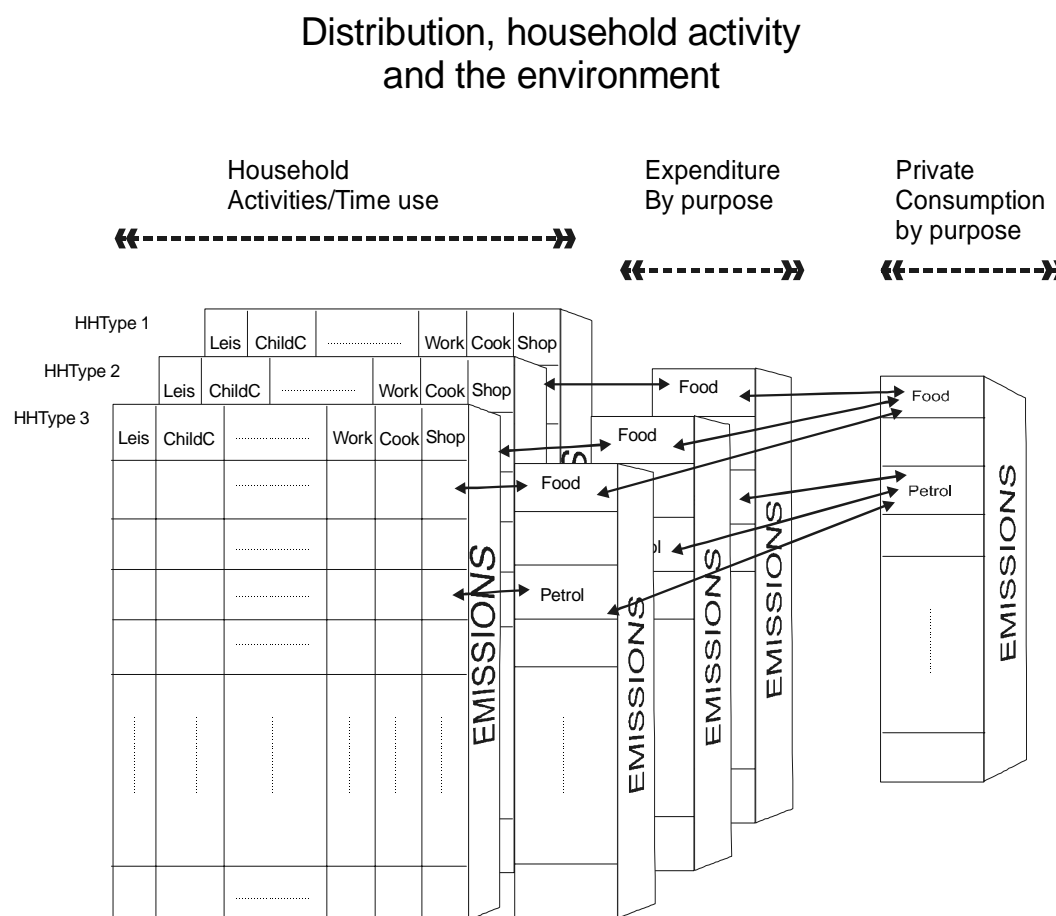 Distribution, household activity
and the environment
Household
Activities/Time use
Expenditure
By purpose
Private
Consumption
by purpose
HHType 1
Leis ChildC Work Cook Shop
HHType 2
Leis ChildC Work Cook Shop
HHType 3
Leis ChildC Work Cook Shop
Food
Food
Food
Food
Petrol
Petrol
EMISSIONS
EMISSIONS
EMISSIONS
EMISSIONS
EMISSIONS